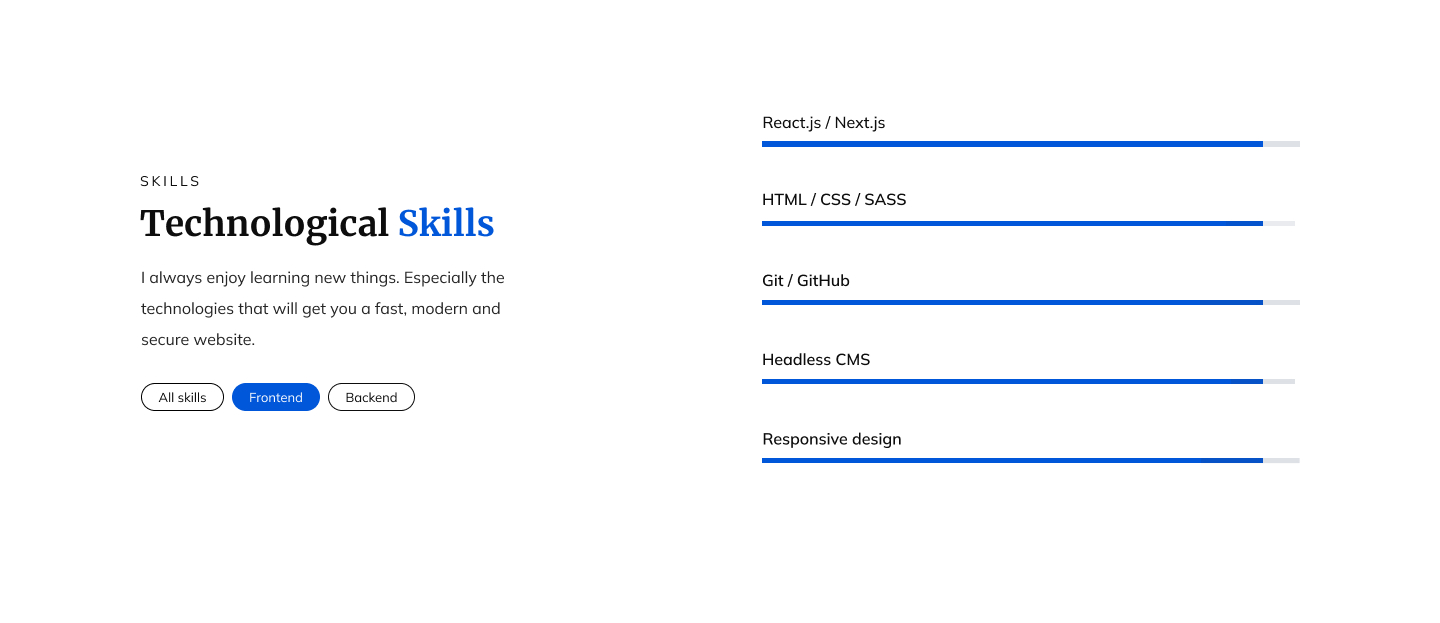 SKILLS
Technological Skills
I always enjoy learning new things. Especially the
technologies that will get you a fast, modern and
secure website.
All skills
Frontend
Backend
React.js / Next.js
HTML / CSS / SASS
Git / GitHub
Headless CMS
Responsive design